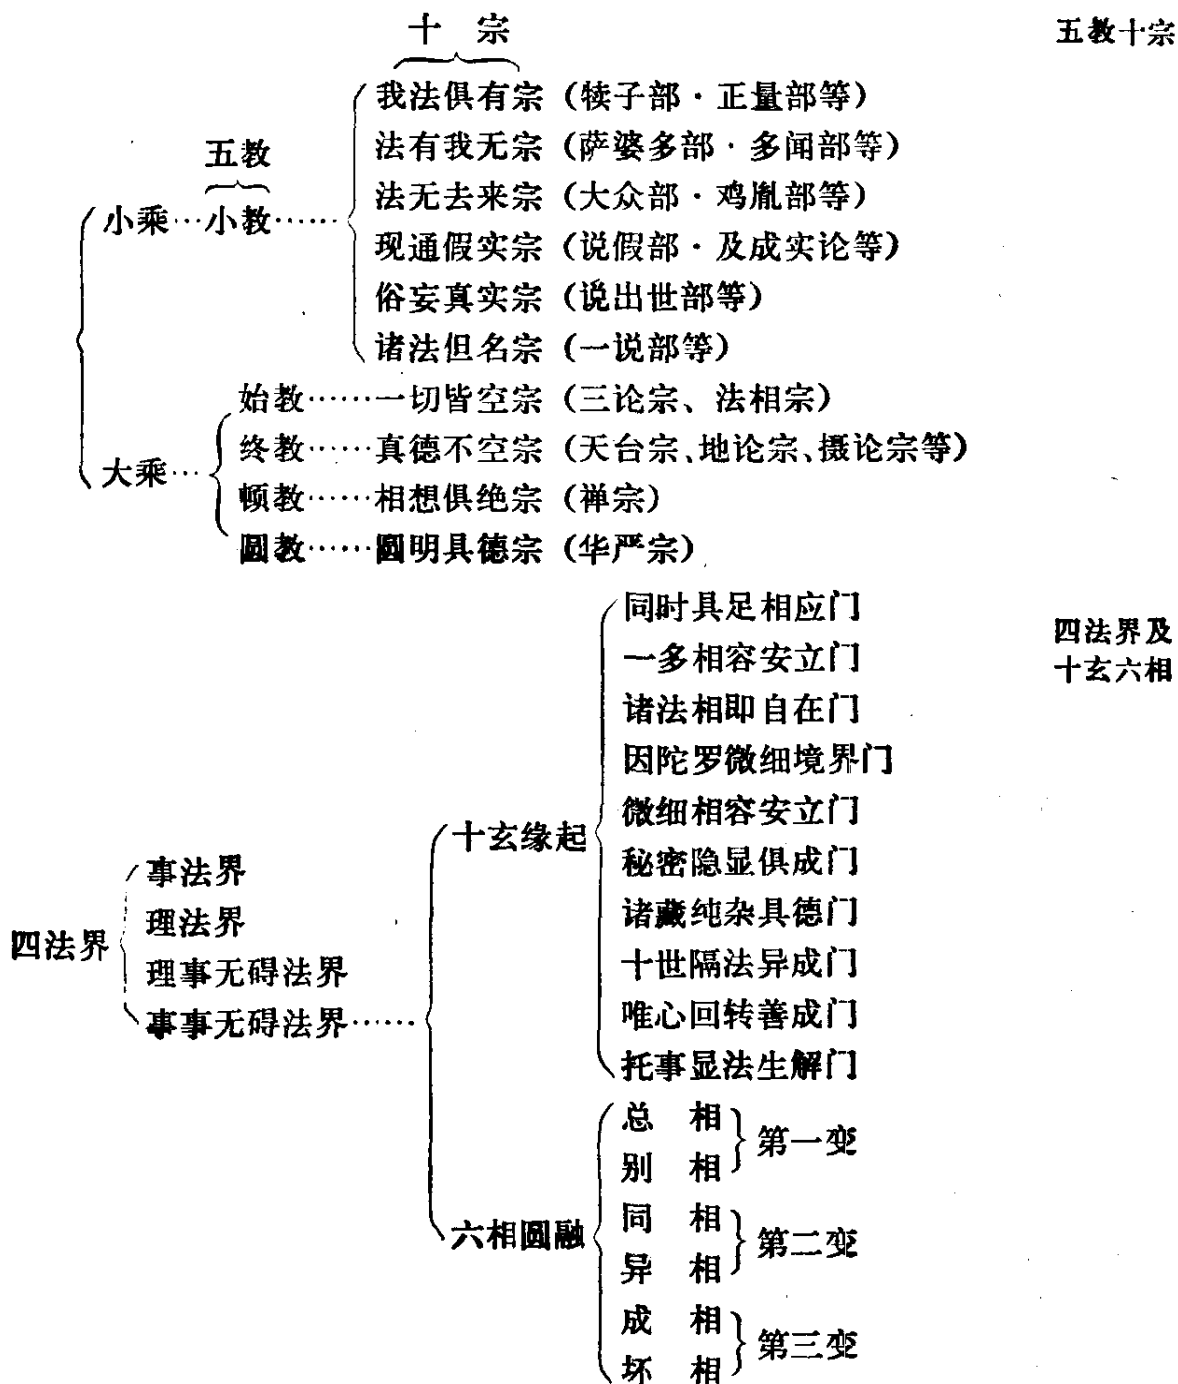 十 宗
五教十宗
我法俱有宗（犊子部·正量部等）
五教
法有我无宗（萨婆多部·多闻部等）
小乘…小教……
法无去来宗（大众部·鸡胤部等）
现通假实宗（说假部·及成实论等）
俗妄真实宗（说出世部等）
诸法但名宗（一说部等）
大乘…
始教……一切皆空宗（三论宗、法相宗）
终教……真德不空宗（天台宗、地论宗、摄论宗等）
顿教……相想俱绝宗（禅宗）
圆教……圆明具德宗（华严宗）
四法界及
十玄六相
四法界
事法界
理法界
理事无碍法界
事事无碍法界……
十玄缘起
同时具足相应门
一多相容安立门
诸法相即自在门
因陀罗微细境界门
微细相容安立门
秘密隐显俱成门
诸藏纯杂具德门
十世隔法异成门
唯心回转善成门
托事显法生解门
六相圆融
总 相
别 相
第一变
同 相
异 相
第二变
成 相
坏 相
第三变